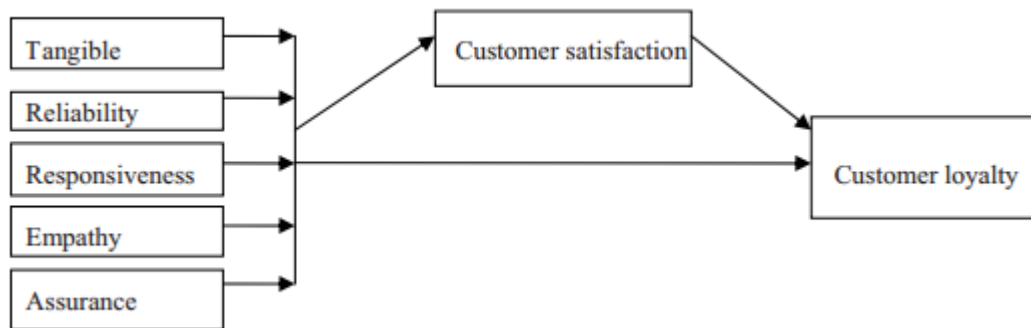 Tangible
Customer satisfaction
Reliability
Responsiveness
Customer loyalty
Empathy
Assurance